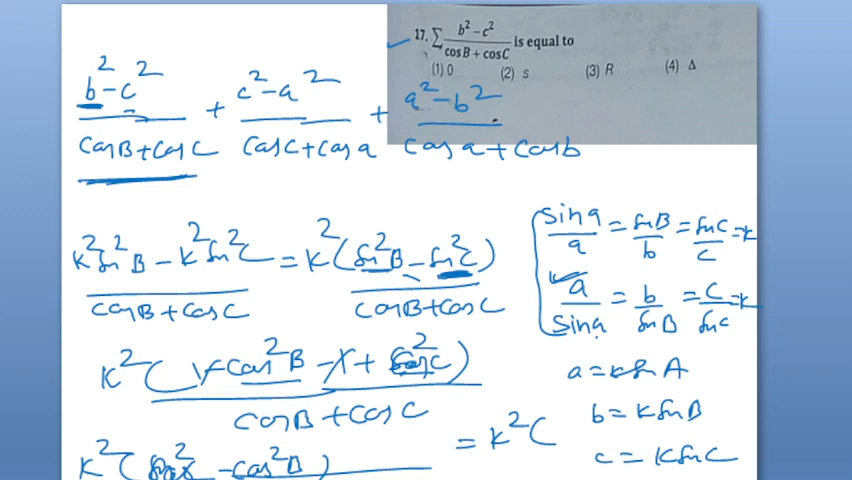 17. Σ b² - c² / cos B + cos C is equal to
(1) 0 (2) s (3) R (4) Δ
b² - c² / cos B + cos C + c² - a² / cos C + cos a + a² - b² / cos a + cos b
k² sin² B - k² sin² C / cos B + cos C = k² (sin² B - sin² C) / cos B + cos C
sin a / a = sin B / b = sin C / c = k
a / sin a = b / sin B = c / sin C = k
k² ( 1 - cos² B - 1 + cos² C ) / cos B + cos C
a = k sin A
b = k sin B
c = k sin C
k² ( - cos² B ) = k² (